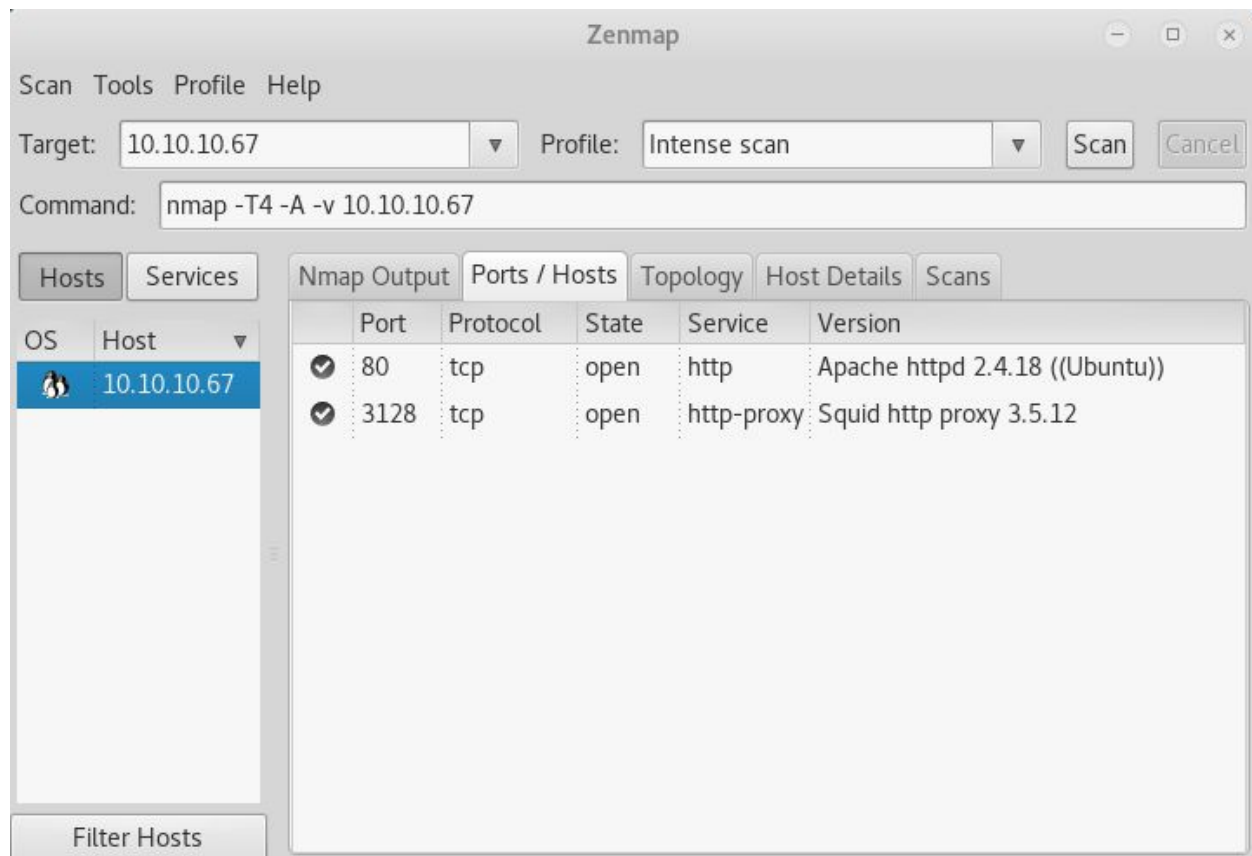 Zenmap
Scan Tools Profile Help
Target: 10.10.10.67 Profile: Intense scan Scan Cancel
Command: nmap -T4 -A -v 10.10.10.67
Hosts Services Nmap Output Ports / Hosts Topology Host Details Scans
OS Host Port Protocol State Service Version
10.10.10.67
80 tcp open http Apache httpd 2.4.18 ((Ubuntu))
3128 tcp open http-proxy Squid http proxy 3.5.12
Filter Hosts